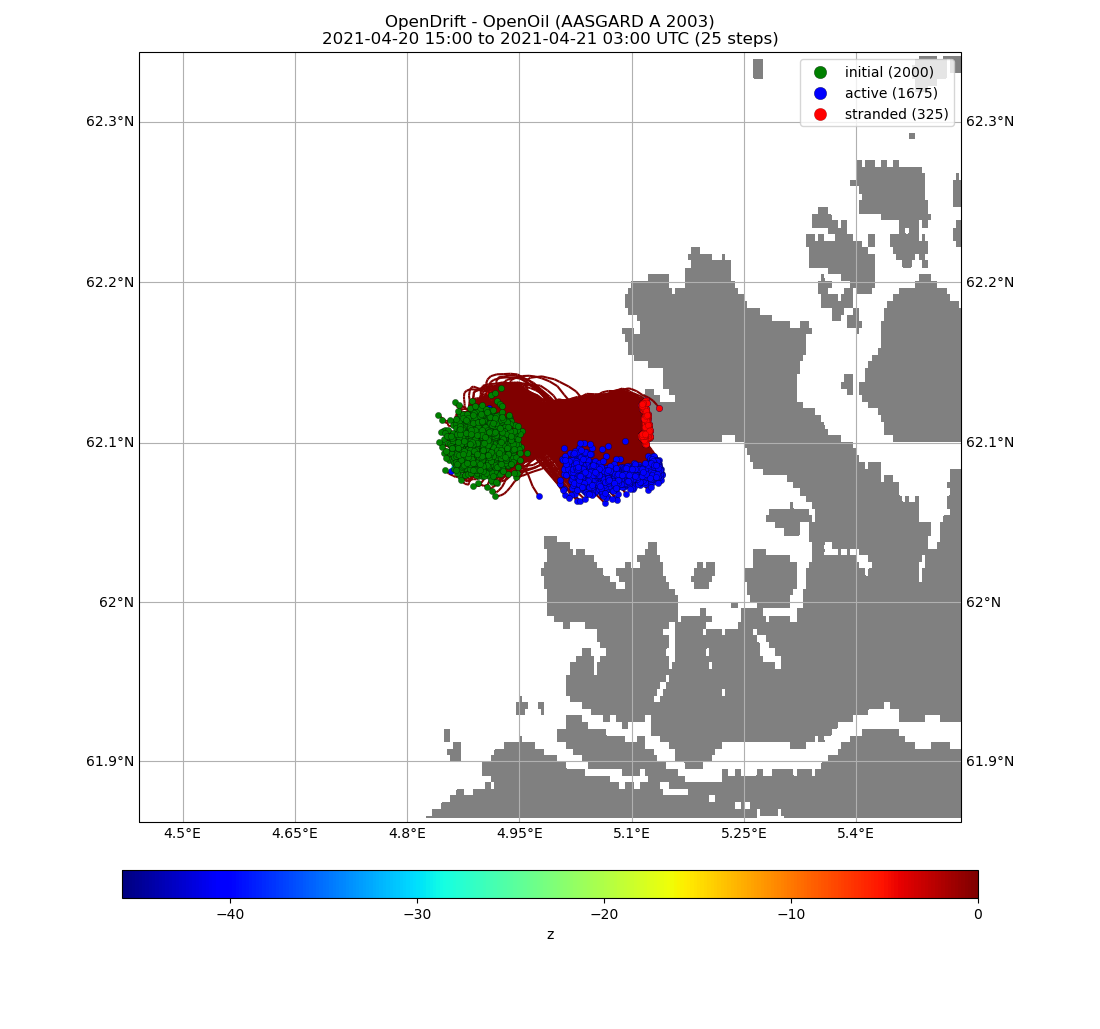 OpenDrift - OpenOil (AASGARD A 2003)
2021-04-20 15:00 to 2021-04-21 03:00 UTC (25 steps)
initial (2000)
active (1675)
stranded (325)
62.3°N
62.3°N
62.2°N
62.2°N
62.1°N
62.1°N
62°N
62°N
61.9°N
61.9°N
4.5°E
4.65°E
4.8°E
4.95°E
5.1°E
5.25°E
5.4°E
−40
−30
−20
−10
0
z